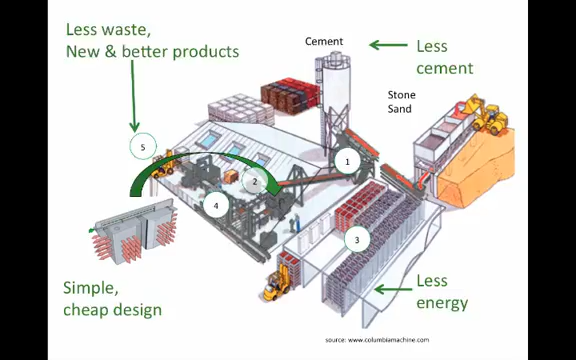 Less waste,
New & better products
Cement
Less
cement
Stone
Sand
5
1
2
4
3
Simple,
cheap design
Less
energy
source: www.columbiamachine.com